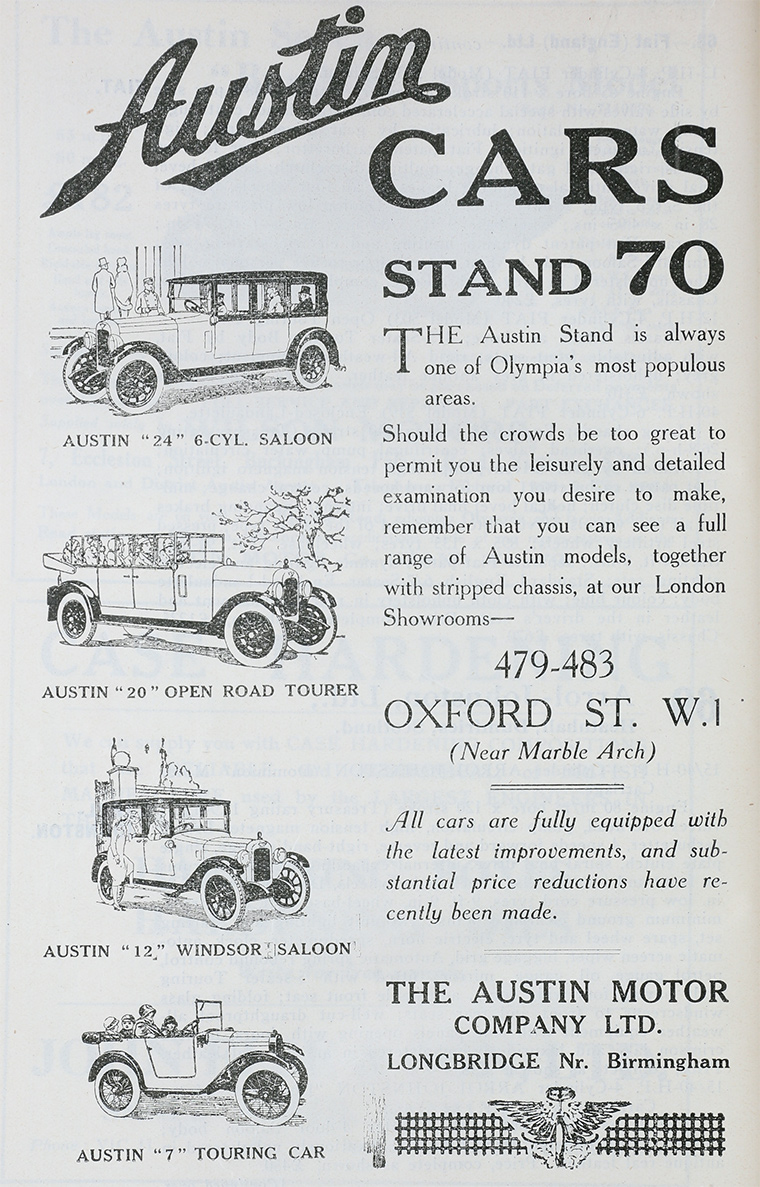 Austin
CARS
STAND 70
THE Austin Stand is always
one of Olympia's most populous
areas.
Should the crowds be too great to
permit you the leisurely and detailed
examination you desire to make,
remember that you can see a full
range of Austin models, together
with stripped chassis, at our London
Showrooms—
479-483
OXFORD ST. W.1
(Near Marble Arch)
All cars are fully equipped with
the latest improvements, and sub-
stantial price reductions have re-
cently been made.
THE AUSTIN MOTOR
COMPANY LTD.
LONGBRIDGE Nr. Birmingham
AUSTIN "24" 6-CYL. SALOON
AUSTIN "20" OPEN ROAD TOURER
AUSTIN "12" WINDSOR SALOON
AUSTIN "7" TOURING CAR